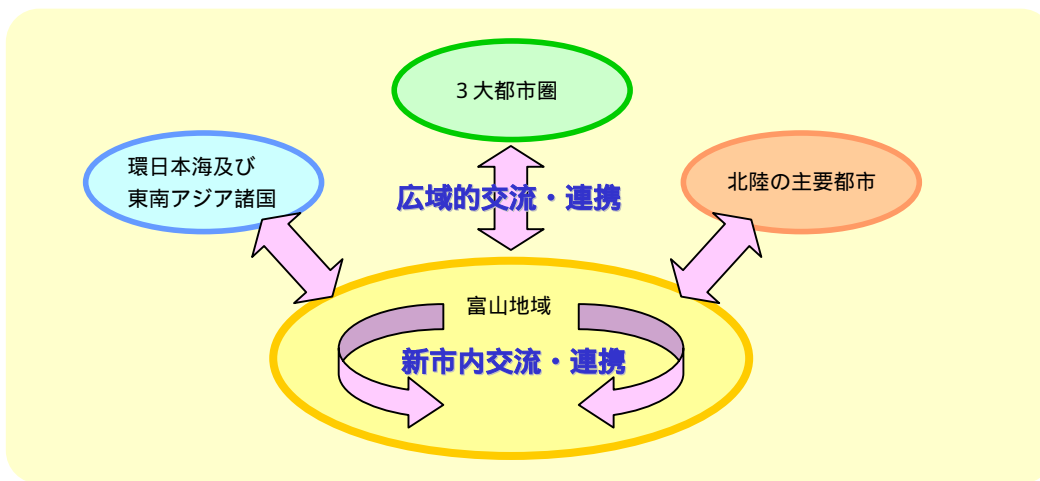 ３大都市圏
環日本海及び
東南アジア諸国
北陸の主要都市
広域的交流・連携
富山地域
新市内交流・連携